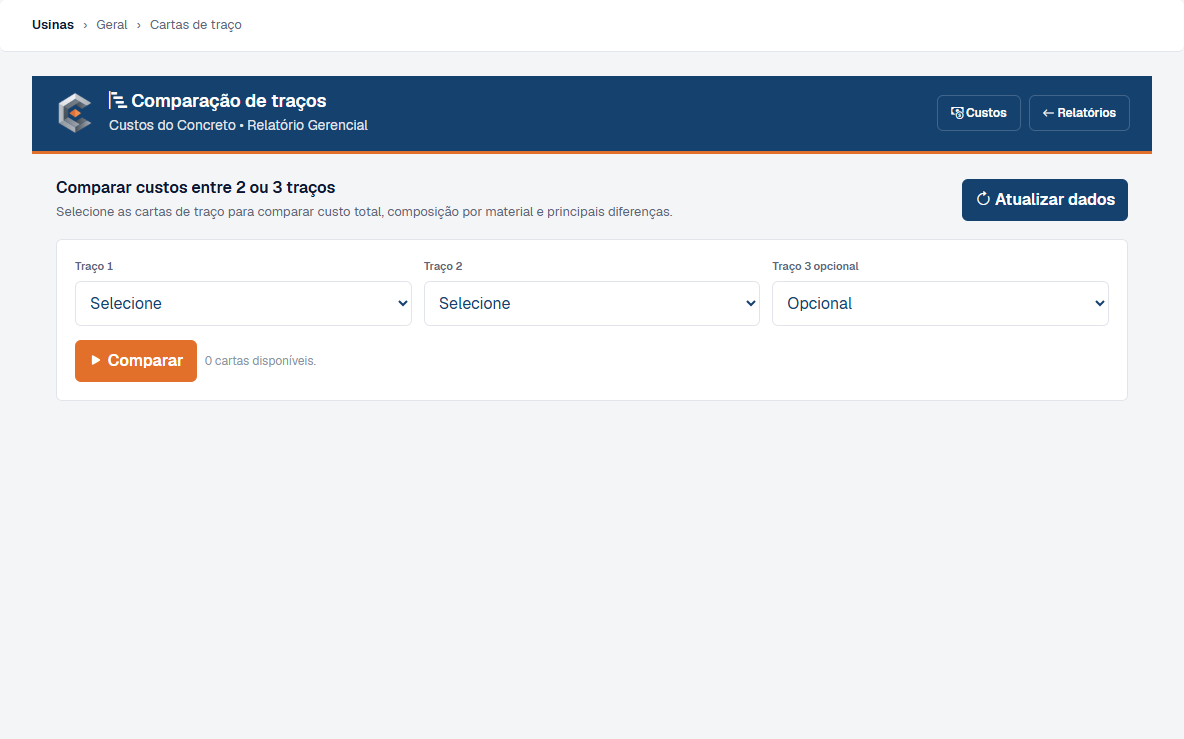 Usinas › Geral › Cartas de traço
Comparação de traços
Custos do Concreto • Relatório Gerencial
Custos
← Relatórios
Comparar custos entre 2 ou 3 traços
Selecione as cartas de traço para comparar custo total, composição por material e principais diferenças.
Atualizar dados
Traço 1
Traço 2
Traço 3 opcional
Selecione
Selecione
Opcional
Comparar
0 cartas disponíveis.